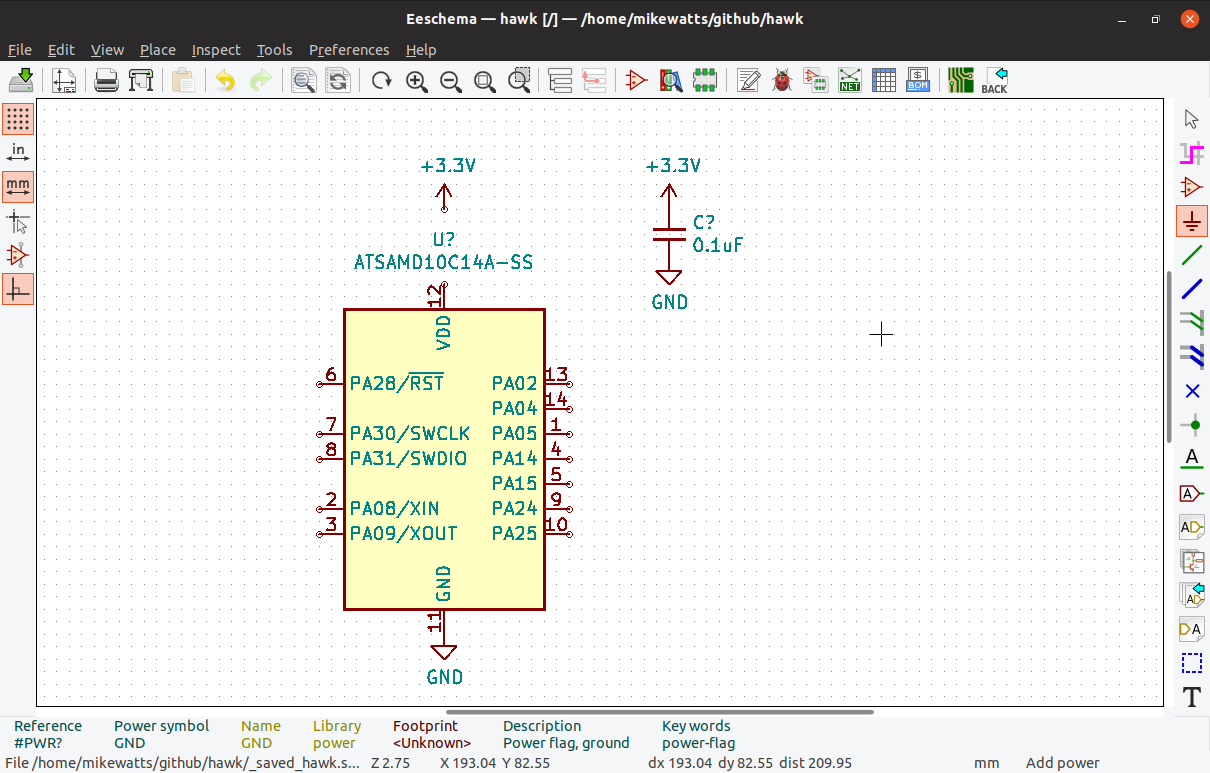 Eeschema — hawk [/] — /home/mikewatts/github/hawk
File Edit View Place Inspect Tools Preferences Help
NET BOM BACK
in
mm
+3.3V +3.3V
C?
0.1uF
GND
U?
ATSAMD10C14A-SS
12
VDD
6 PA28/RST PA02 13
PA04 14
7 PA30/SWCLK PA05 1
8 PA31/SWDIO PA14 4
PA15 5
2 PA08/XIN PA24 9
3 PA09/XOUT PA25 10
GND
11
GND
A
A
AD
AD
DA
T
Reference Power symbol Name Library Footprint Description Key words
#PWR? GND GND power <Unknown> Power flag, ground power-flag
File /home/mikewatts/github/hawk/_saved_hawk.s... Z 2.75 X 193.04 Y 82.55 dx 193.04 dy 82.55 dist 209.95 mm Add power